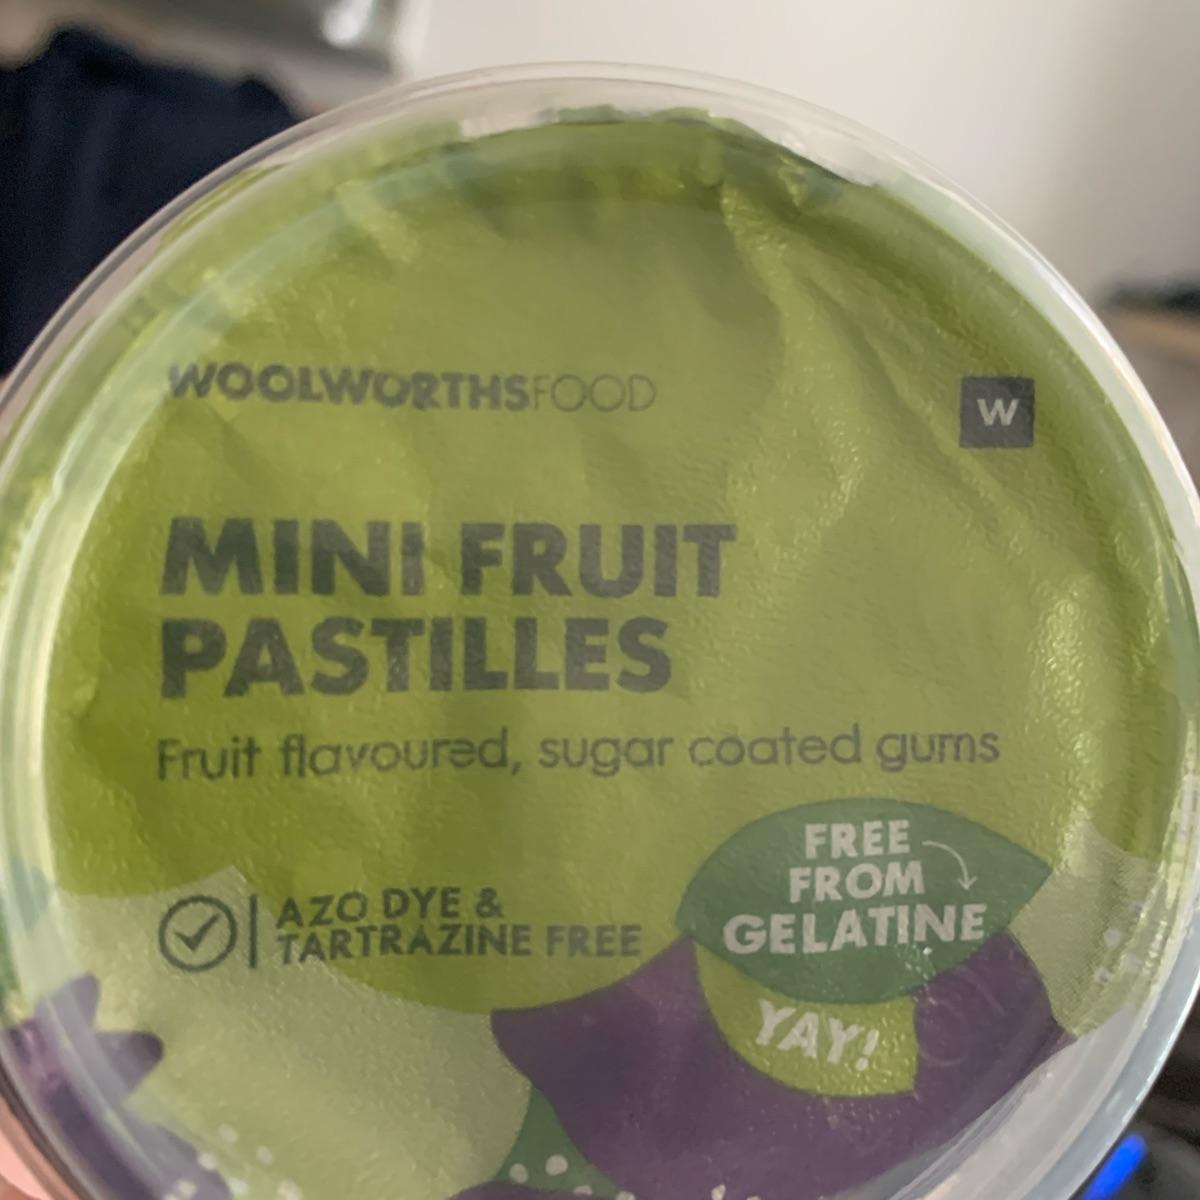 WOOLWORTHSFOOD
W
MINI FRUIT
PASTILLES
Fruit flavoured, sugar coated gums
AZO DYE &
TARTRAZINE FREE
FREE
FROM
GELATINE
YAY!